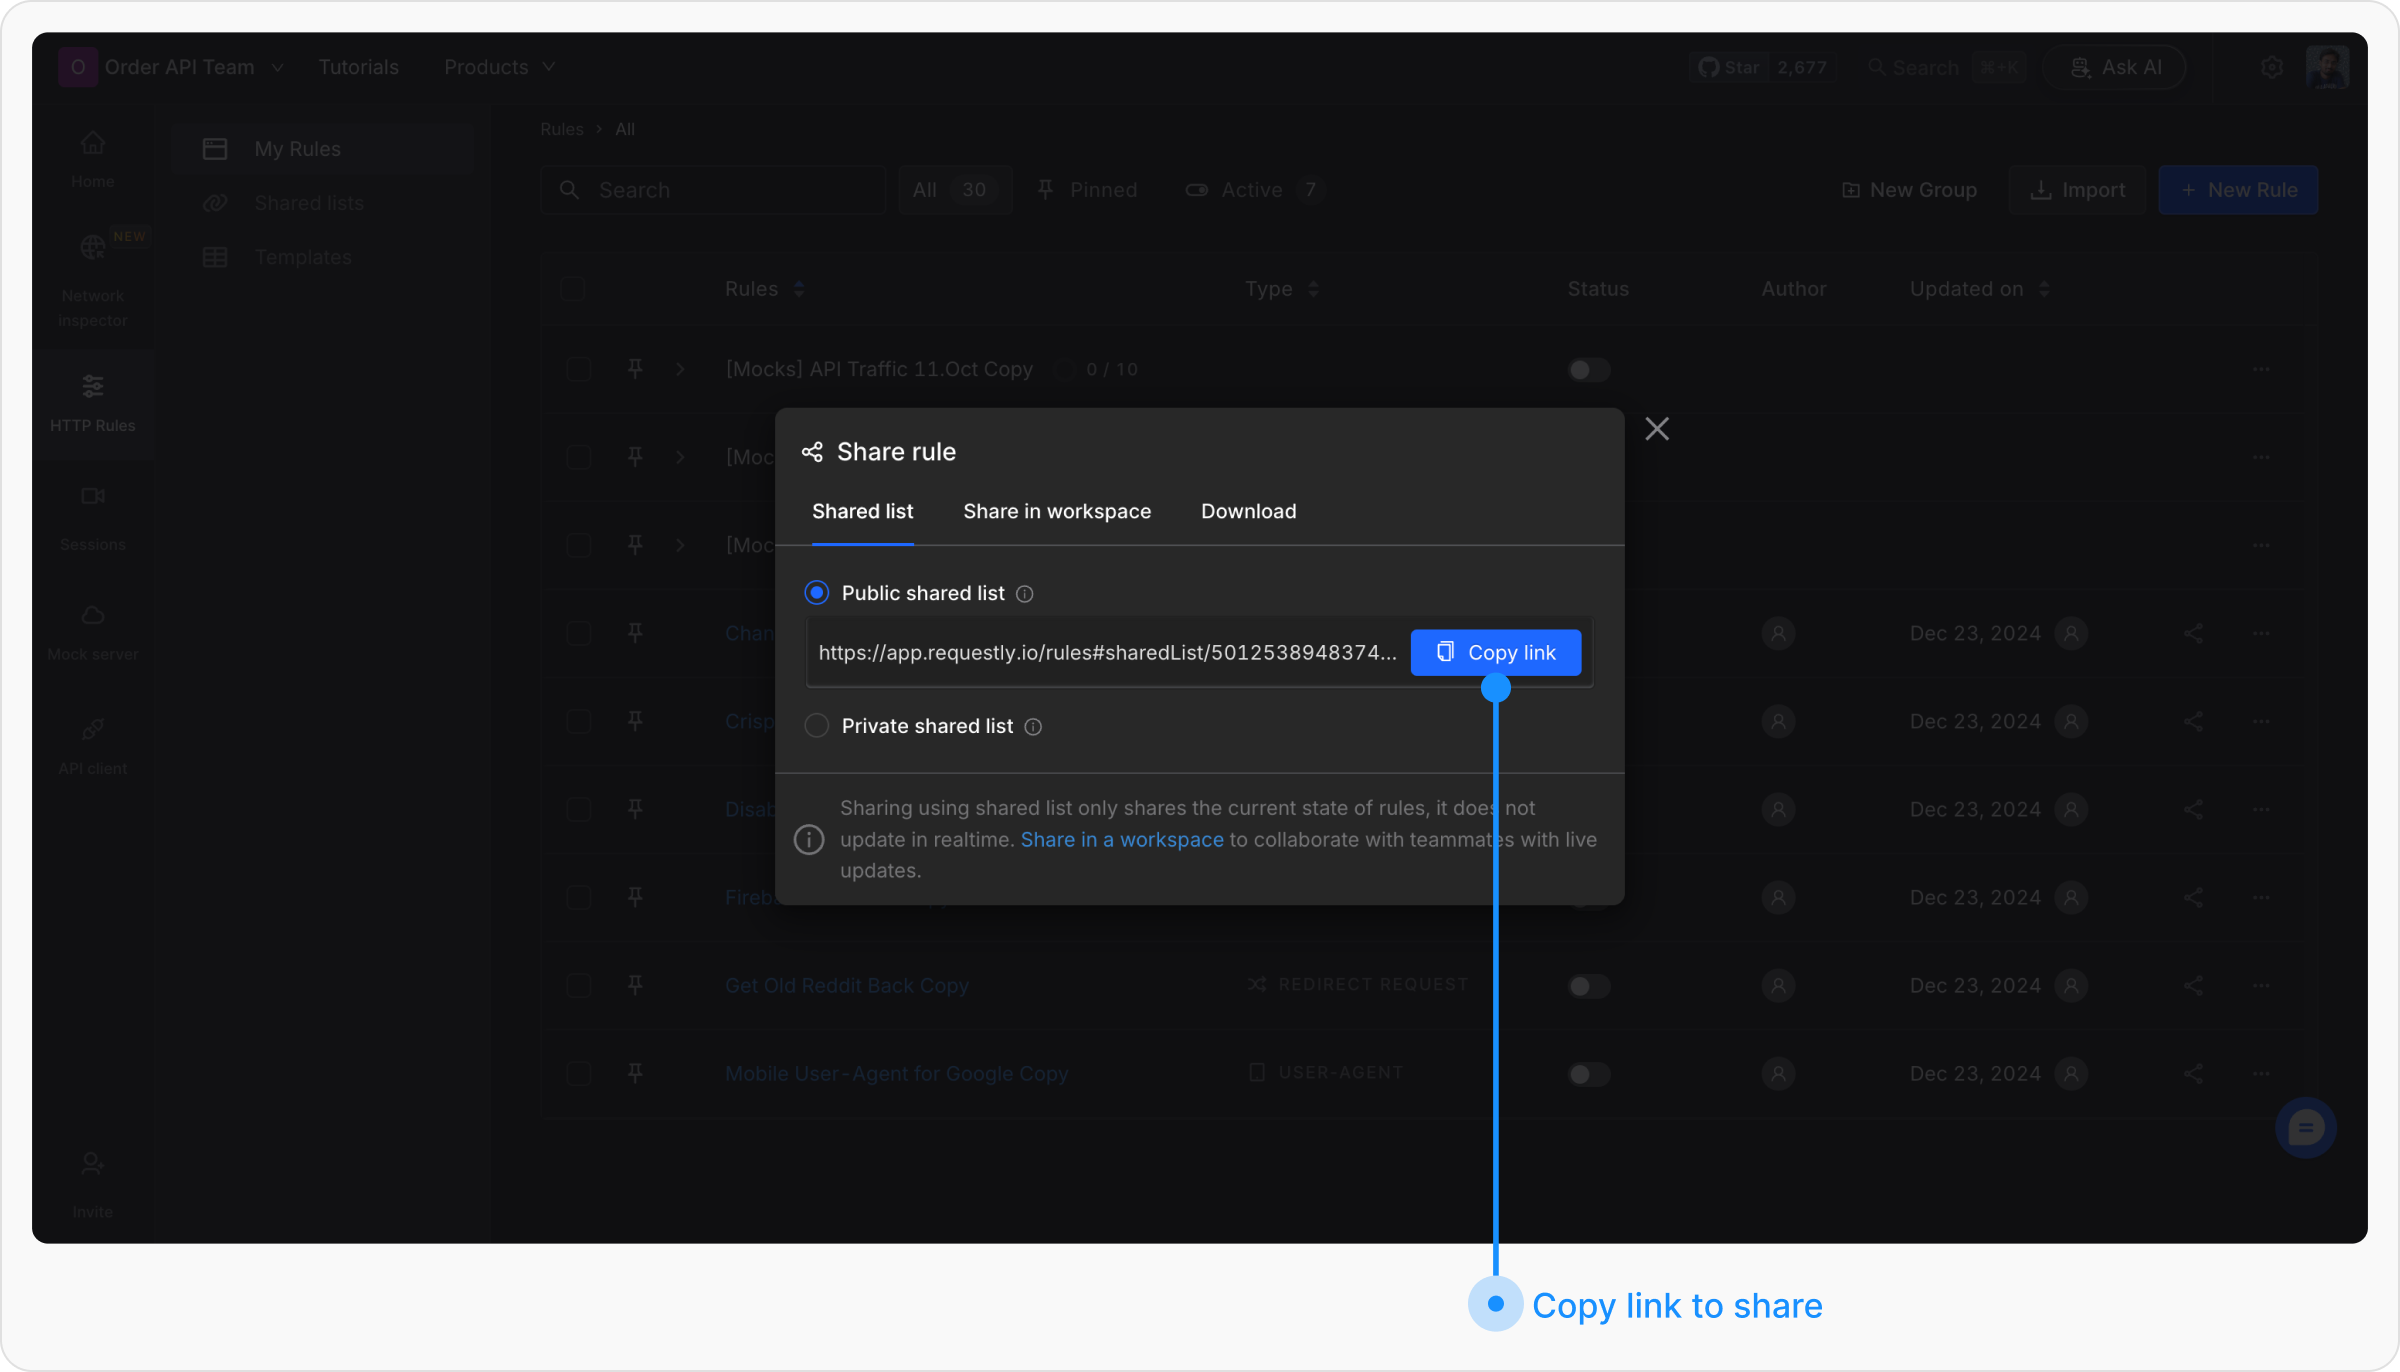 O Order API Team Tutorials Products Star 2,677 Search ⌘+K Ask AI
Home
NEW
Network
inspector
HTTP Rules
Sessions
Mock server
API client
Invite
My Rules
Shared lists
Templates
Rules > All
Search All 30 Pinned Active 7 New Group Import + New Rule
Rules Type Status Author Updated on
[Mocks] API Traffic 11.Oct Copy 0 / 10
[Moc
[Moc
Chan Dec 23, 2024
Crisp Dec 23, 2024
Disab Dec 23, 2024
Fireb Dec 23, 2024
Get Old Reddit Back Copy REDIRECT REQUEST Dec 23, 2024
Mobile User-Agent for Google Copy USER-AGENT Dec 23, 2024
Share rule
Shared list Share in workspace Download
Public shared list
https://app.requestly.io/rules#sharedList/5012538948374... Copy link
Private shared list
Sharing using shared list only shares the current state of rules, it does not
update in realtime. Share in a workspace to collaborate with teammates with live
updates.
Copy link to share